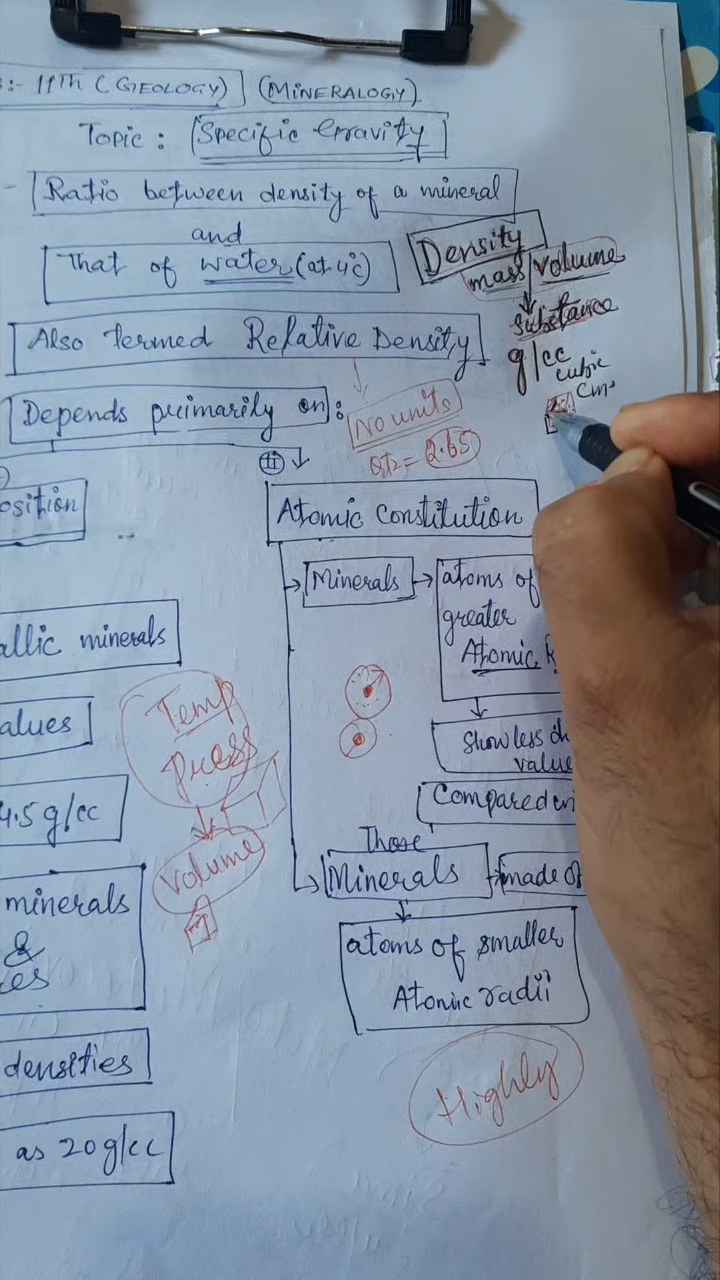 :- 11TH (GEOLOGY) (MINERALOGY)
Topic : Specific Gravity
- Ratio between density of a mineral
and
That of water (at 4°C)
Density
mass/volume
substance
g/cc
cubic
cm.
Also termed Relative Density
Depends primarily on :
No units
Qtz = 2.65
(ii)
osition
Atomic Constitution
Minerals
atoms of
greater
Atomic R
allic minerals
alues
Show less
value
Temp
Press
Volume
4.5 g/cc
Compared
Those
Minerals
made of
minerals
&
es
atoms of smaller
Atomic radii
densities
Highly
as 20 g/cc